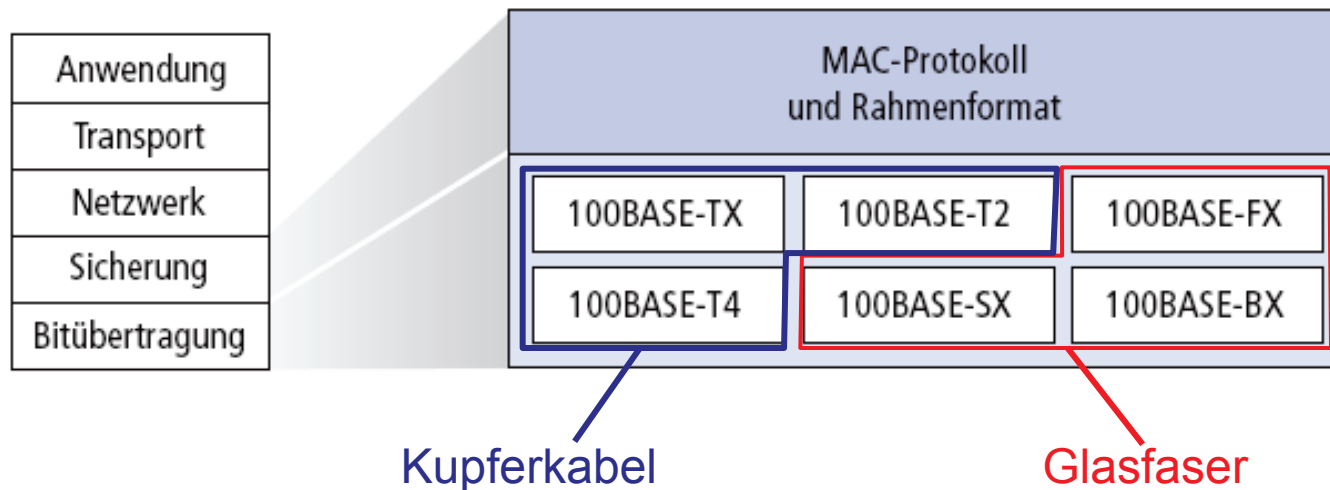 Anwendung
Transport
Netzwerk
Sicherung
Bitübertragung
MAC-Protokoll
und Rahmenformat
100BASE-TX
100BASE-T2
100BASE-FX
100BASE-T4
100BASE-SX
100BASE-BX
Kupferkabel
Glasfaser